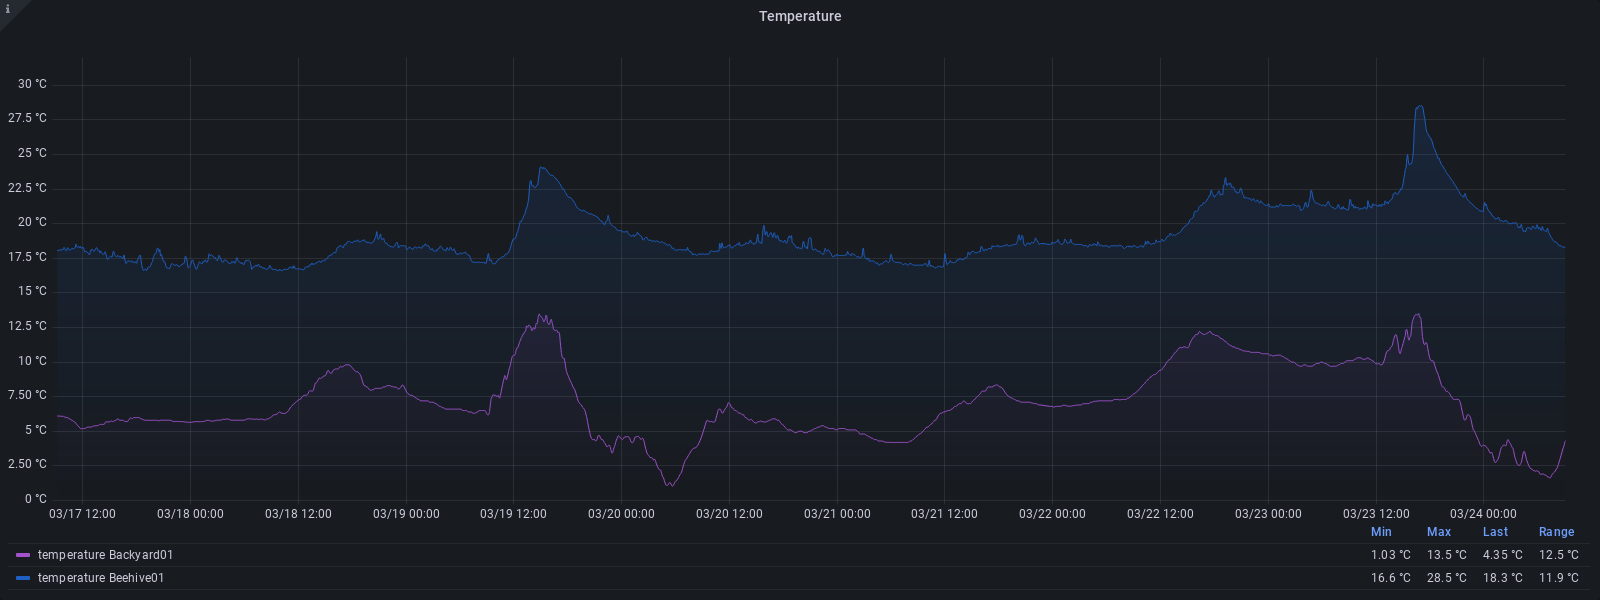 i
Temperature
30 °C
27.5 °C
25 °C
22.5 °C
20 °C
17.5 °C
15 °C
12.5 °C
10 °C
7.50 °C
5 °C
2.50 °C
0 °C
03/17 12:00 03/18 00:00 03/18 12:00 03/19 00:00 03/19 12:00 03/20 00:00 03/20 12:00 03/21 00:00 03/21 12:00 03/22 00:00 03/22 12:00 03/23 00:00 03/23 12:00 03/24 00:00
Min Max Last Range
temperature Backyard01 1.03 °C 13.5 °C 4.35 °C 12.5 °C
temperature Beehive01 16.6 °C 28.5 °C 18.3 °C 11.9 °C